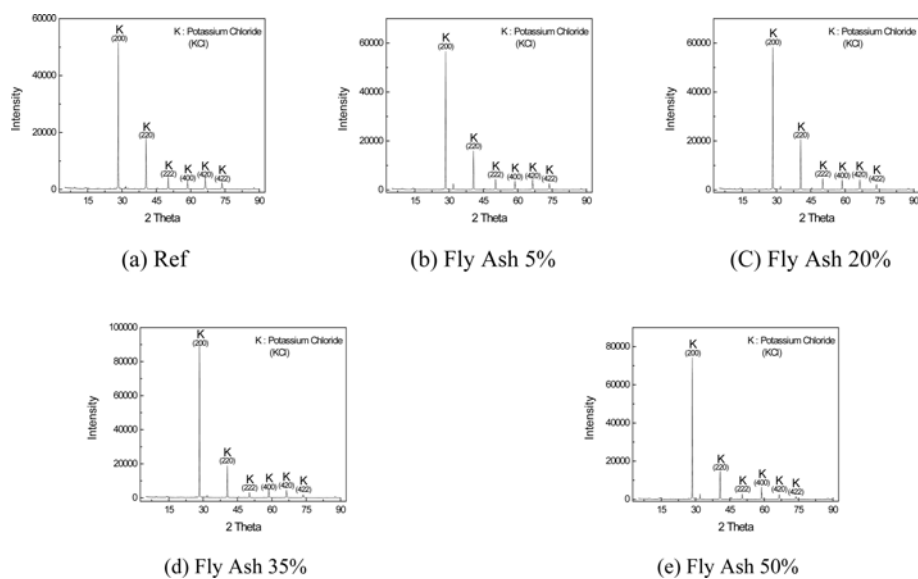 60000
40000
20000
0
Intensity
K
(200)
K
(220)
K
(222)
K
(400)
K
(420)
K
(422)
K : Potassium Chloride
(KCl)
15 30 45 60 75 90
2 Theta
(a) Ref
60000
40000
20000
0
Intensity
K
(200)
K
(220)
K
(222)
K
(400)
K
(420)
K
(422)
K : Potassium Chloride
(KCl)
15 30 45 60 75 90
2 Theta
(b) Fly Ash 5%
60000
40000
20000
0
Intensity
K
(200)
K
(220)
K
(222)
K
(400)
K
(420)
K
(422)
K : Potassium Chloride
(KCl)
15 30 45 60 75 90
2 Theta
(C) Fly Ash 20%
100000
80000
60000
40000
20000
0
Intensity
K
(200)
K
(220)
K
(222)
K
(400)
K
(420)
K
(422)
K : Potassium Chloride
(KCl)
15 30 45 60 75 90
2 Theta
(d) Fly Ash 35%
80000
60000
40000
20000
0
Intensity
K
(200)
K
(220)
K
(222)
K
(400)
K
(420)
K
(422)
K : Potassium Chloride
(KCl)
15 30 45 60 75 90
2 Theta
(e) Fly Ash 50%